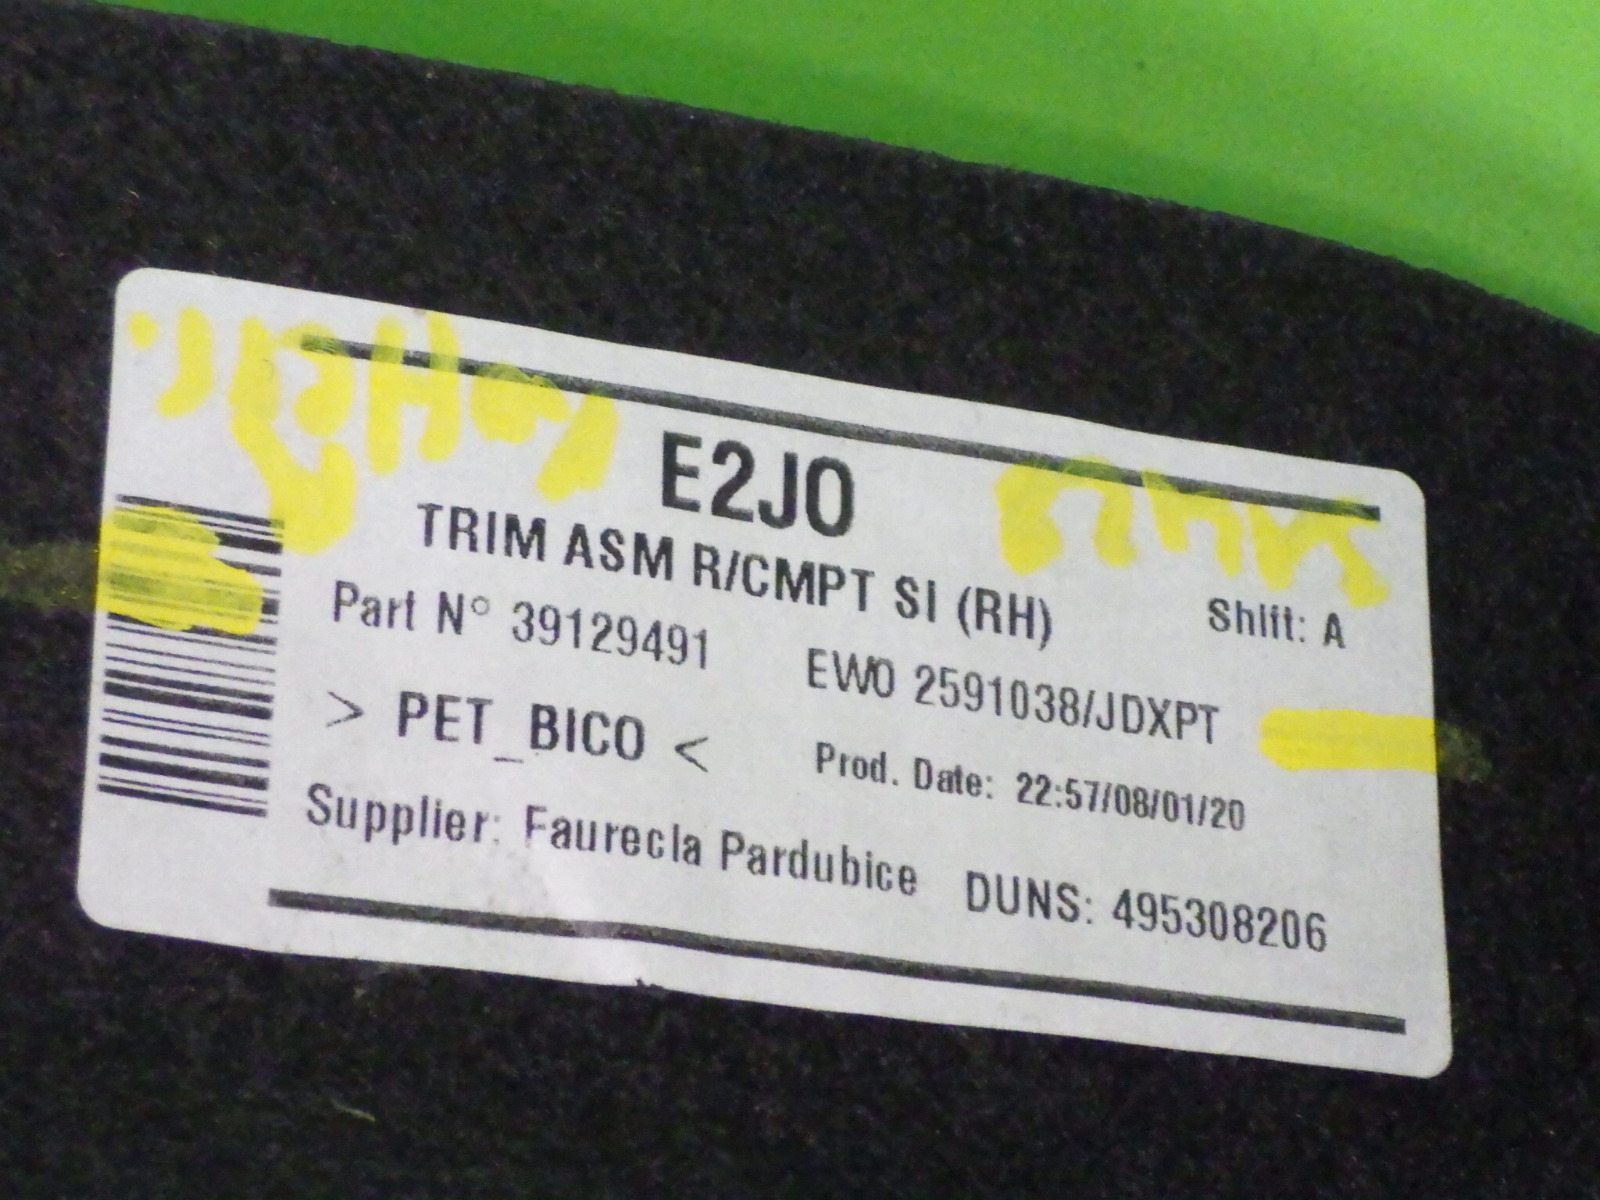 E2J0
TRIM ASM R/CMPT SI (RH)
Shift: A
Part N° 39129491
EWO 2591038/JDXPT
> PET_BICO <
Prod. Date: 22:57/08/01/20
Supplier: Faurecia Pardubice
DUNS: 495308206